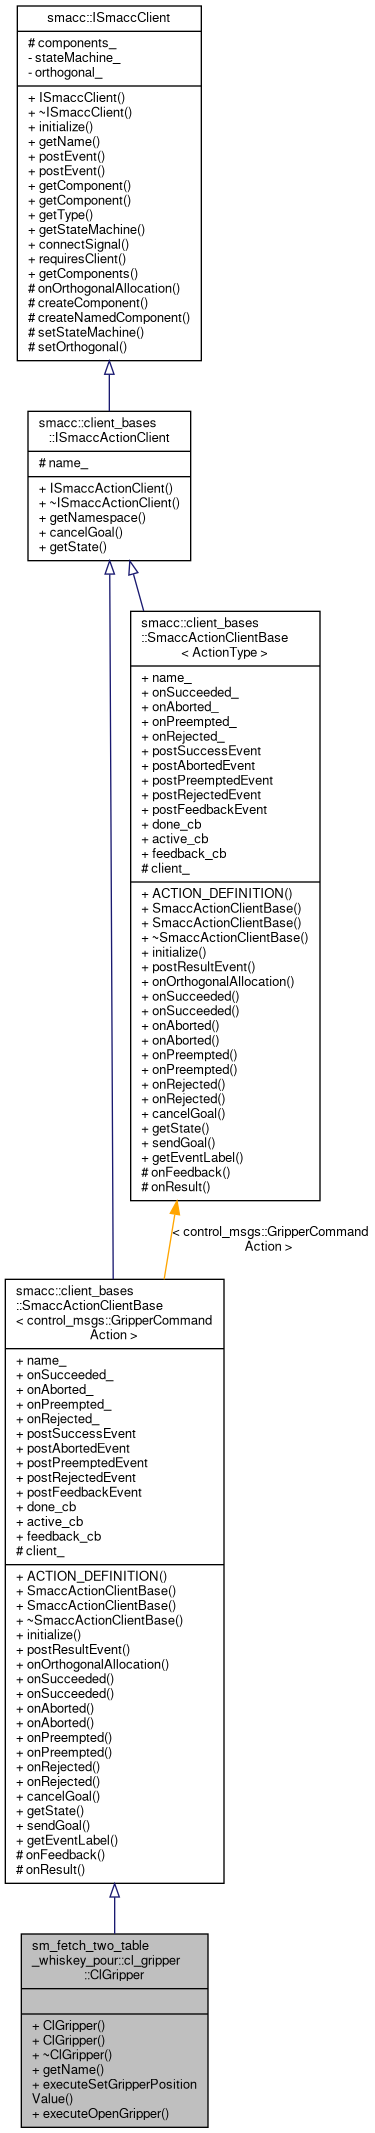 smacc::ISmaccClient
# components_
- stateMachine_
- orthogonal_
+ ISmaccClient()
+ ~ISmaccClient()
+ initialize()
+ getName()
+ postEvent()
+ postEvent()
+ getComponent()
+ getComponent()
+ getType()
+ getStateMachine()
+ connectSignal()
+ requiresClient()
+ getComponents()
# onOrthogonalAllocation()
# createComponent()
# createNamedComponent()
# setStateMachine()
# setOrthogonal()
smacc::client_bases
::ISmaccActionClient
# name_
+ ISmaccActionClient()
+ ~ISmaccActionClient()
+ getNamespace()
+ cancelGoal()
+ getState()
smacc::client_bases
::SmaccActionClientBase
< ActionType >
+ name_
+ onSucceeded_
+ onAborted_
+ onPreempted_
+ onRejected_
+ postSuccessEvent
+ postAbortedEvent
+ postPreemptedEvent
+ postRejectedEvent
+ postFeedbackEvent
+ done_cb
+ active_cb
+ feedback_cb
# client_
+ ACTION_DEFINITION()
+ SmaccActionClientBase()
+ SmaccActionClientBase()
+ ~SmaccActionClientBase()
+ initialize()
+ postResultEvent()
+ onOrthogonalAllocation()
+ onSucceeded()
+ onSucceeded()
+ onAborted()
+ onAborted()
+ onPreempted()
+ onPreempted()
+ onRejected()
+ onRejected()
+ cancelGoal()
+ getState()
+ sendGoal()
+ getEventLabel()
# onFeedback()
# onResult()
< control_msgs::GripperCommand
Action >
smacc::client_bases
::SmaccActionClientBase
< control_msgs::GripperCommand
Action >
+ name_
+ onSucceeded_
+ onAborted_
+ onPreempted_
+ onRejected_
+ postSuccessEvent
+ postAbortedEvent
+ postPreemptedEvent
+ postRejectedEvent
+ postFeedbackEvent
+ done_cb
+ active_cb
+ feedback_cb
# client_
+ ACTION_DEFINITION()
+ SmaccActionClientBase()
+ SmaccActionClientBase()
+ ~SmaccActionClientBase()
+ initialize()
+ postResultEvent()
+ onOrthogonalAllocation()
+ onSucceeded()
+ onSucceeded()
+ onAborted()
+ onAborted()
+ onPreempted()
+ onPreempted()
+ onRejected()
+ onRejected()
+ cancelGoal()
+ getState()
+ sendGoal()
+ getEventLabel()
# onFeedback()
# onResult()
sm_fetch_two_table
_whiskey_pour::cl_gripper
::ClGripper
+ ClGripper()
+ ClGripper()
+ ~ClGripper()
+ getName()
+ executeSetGripperPosition
Value()
+ executeOpenGripper()